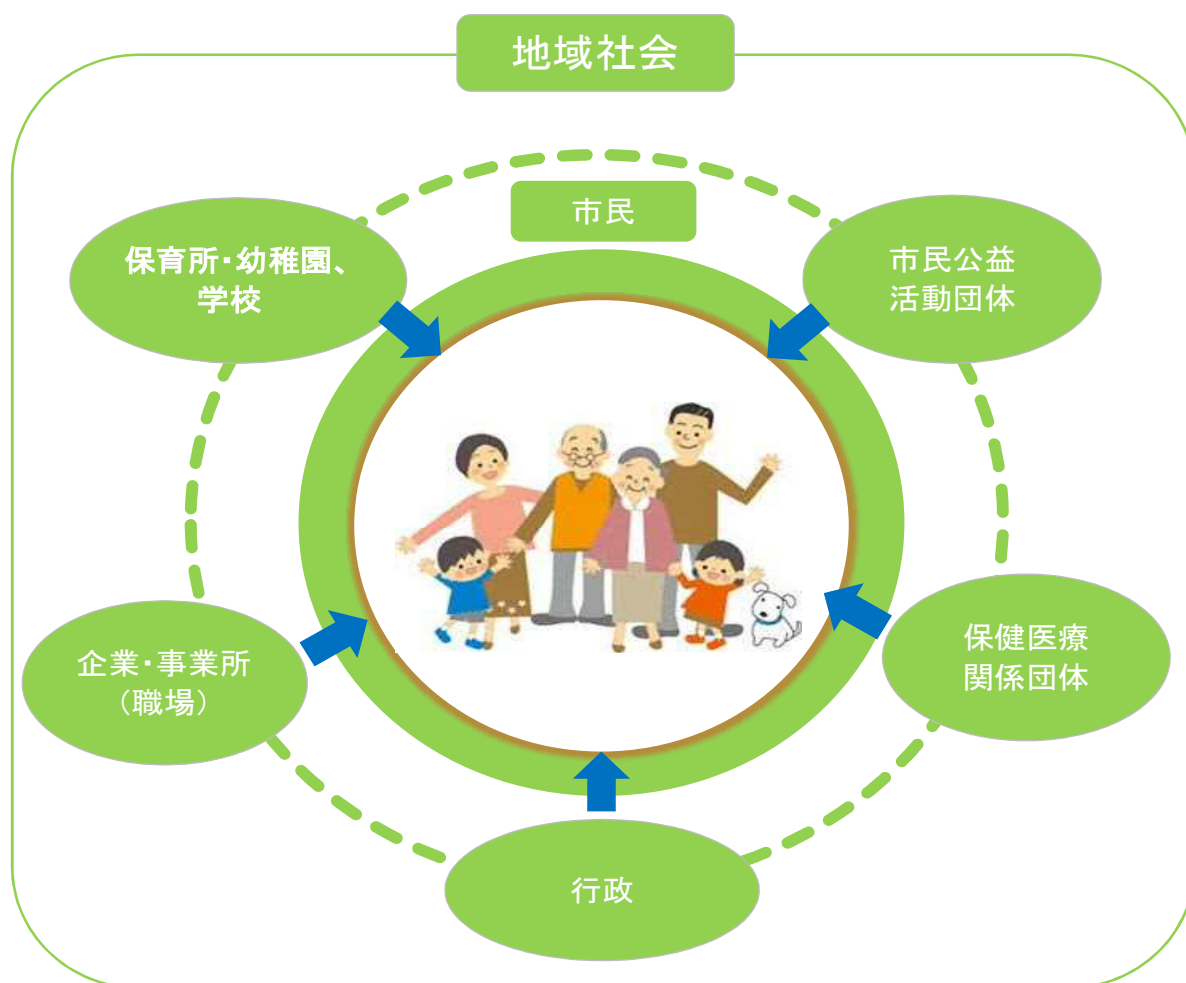 地域社会
市民
保育所・幼稚園、
学校
市民公益
活動団体
企業・事業所
（職場）
保健医療
関係団体
行政